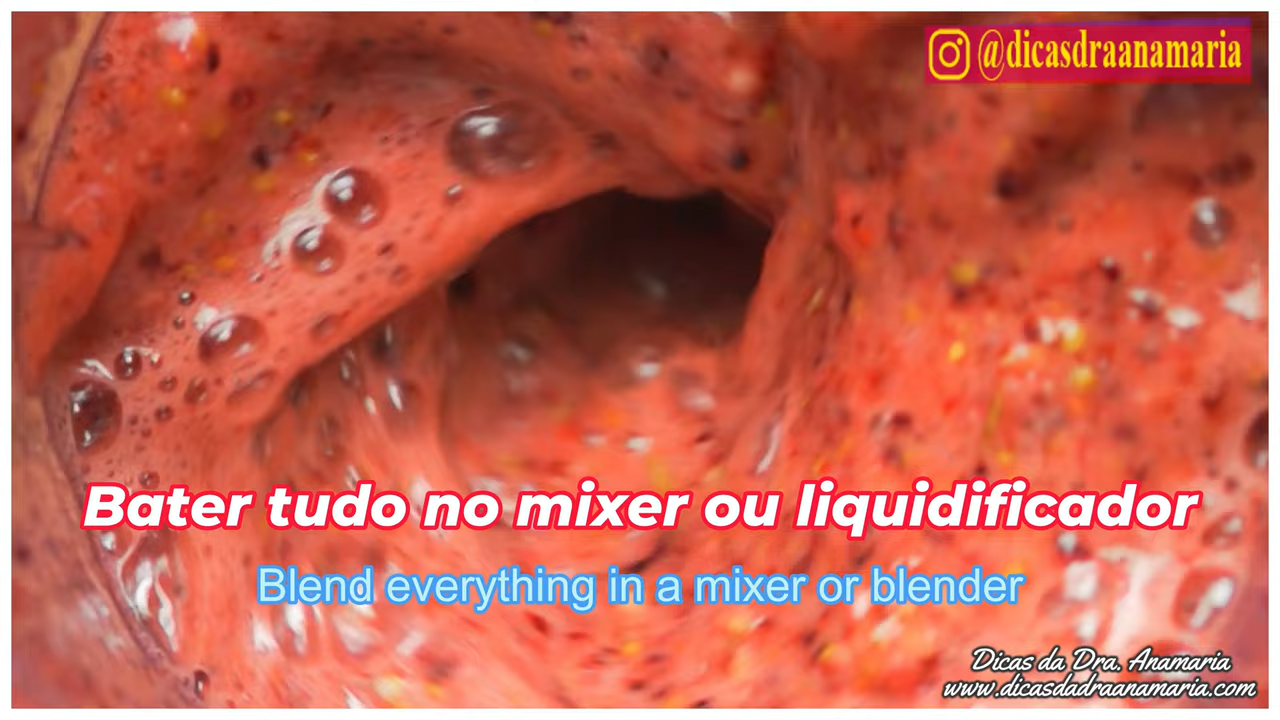 @dicasdraanamaria
Bater tudo no mixer ou liquidificador
Blend everything in a mixer or blender
Dicas da Dra. Anamaria
www.dicasdadraanamaria.com